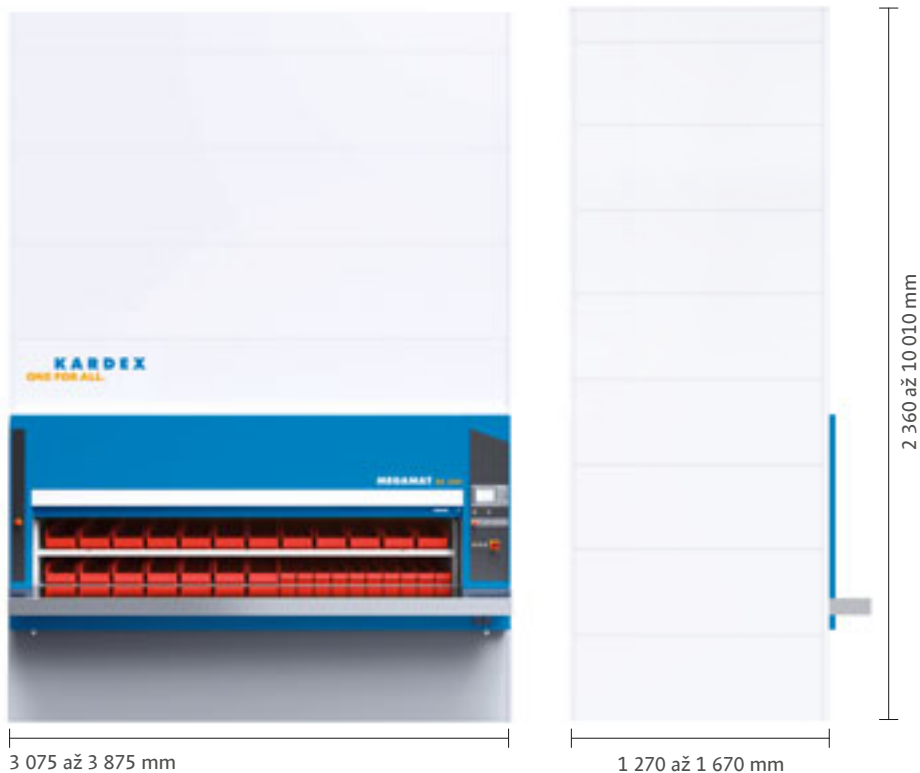 KARDEX
ONE FOR ALL.
MEGAMAT
2 360 až 10 010 mm
3 075 až 3 875 mm
1 270 až 1 670 mm